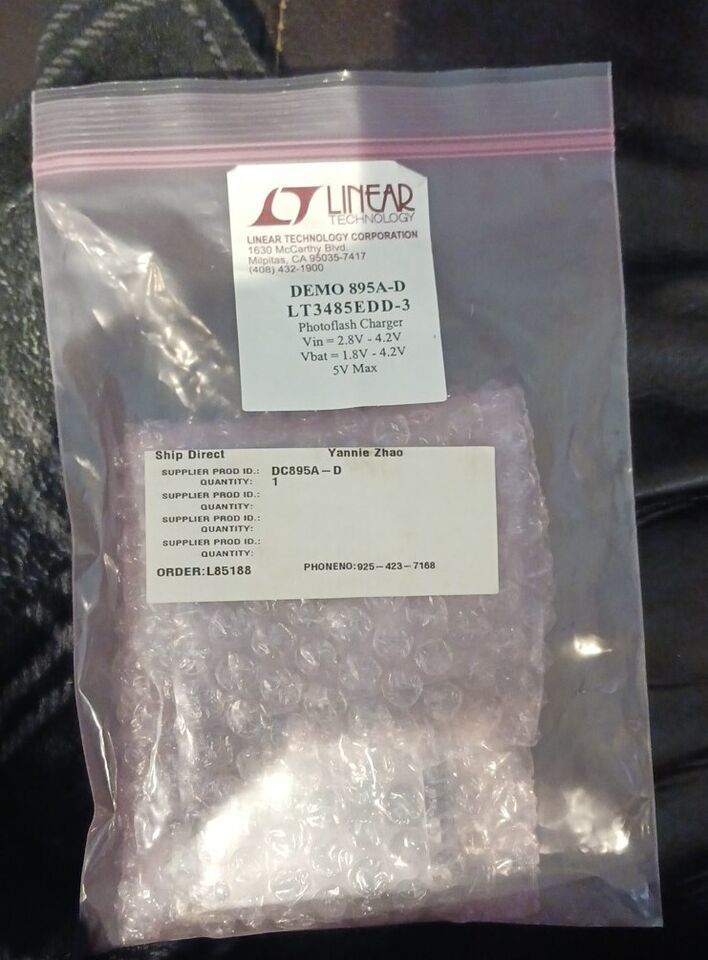 LT LINEAR
TECHNOLOGY
LINEAR TECHNOLOGY CORPORATION
1630 McCarthy Blvd.
Milpitas, CA 95035-7417
(408) 432-1900
DEMO 895A-D
LT3485EDD-3
Photoflash Charger
Vin = 2.8V - 4.2V
Vbat = 1.8V - 4.2V
5V Max
Ship Direct Yannie Zhao
SUPPLIER PROD ID.: DC895A-D
QUANTITY: 1
SUPPLIER PROD ID.:
QUANTITY:
SUPPLIER PROD ID.:
QUANTITY:
SUPPLIER PROD ID.:
QUANTITY:
ORDER:L85188 PHONENO:925-423-7168